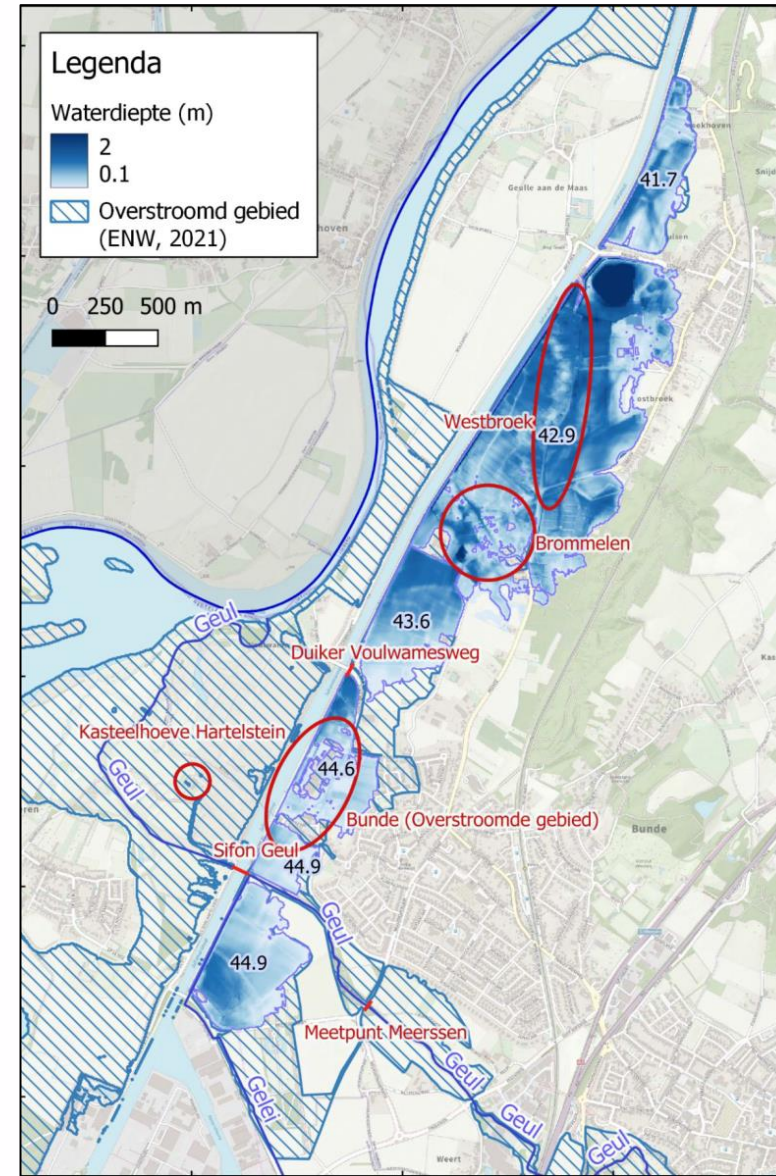 Legenda
Waterdiepte (m)
2
0.1
Overstroomd gebied
(ENW, 2021)
0 250 500 m
41.7
Geulle aan de Maas
Westbroek
42.9
Brommelen
43.6
Geul
Duiker Voulwamesweg
Kasteelhoeve Hartelstein
Geul
44.6
Bunde (Overstroomde gebied)
Bunde
Sifon Geul
44.9
Geul
44.9
Meetpunt Meerssen
Geul
Gelei
Geul
Geul
Weert